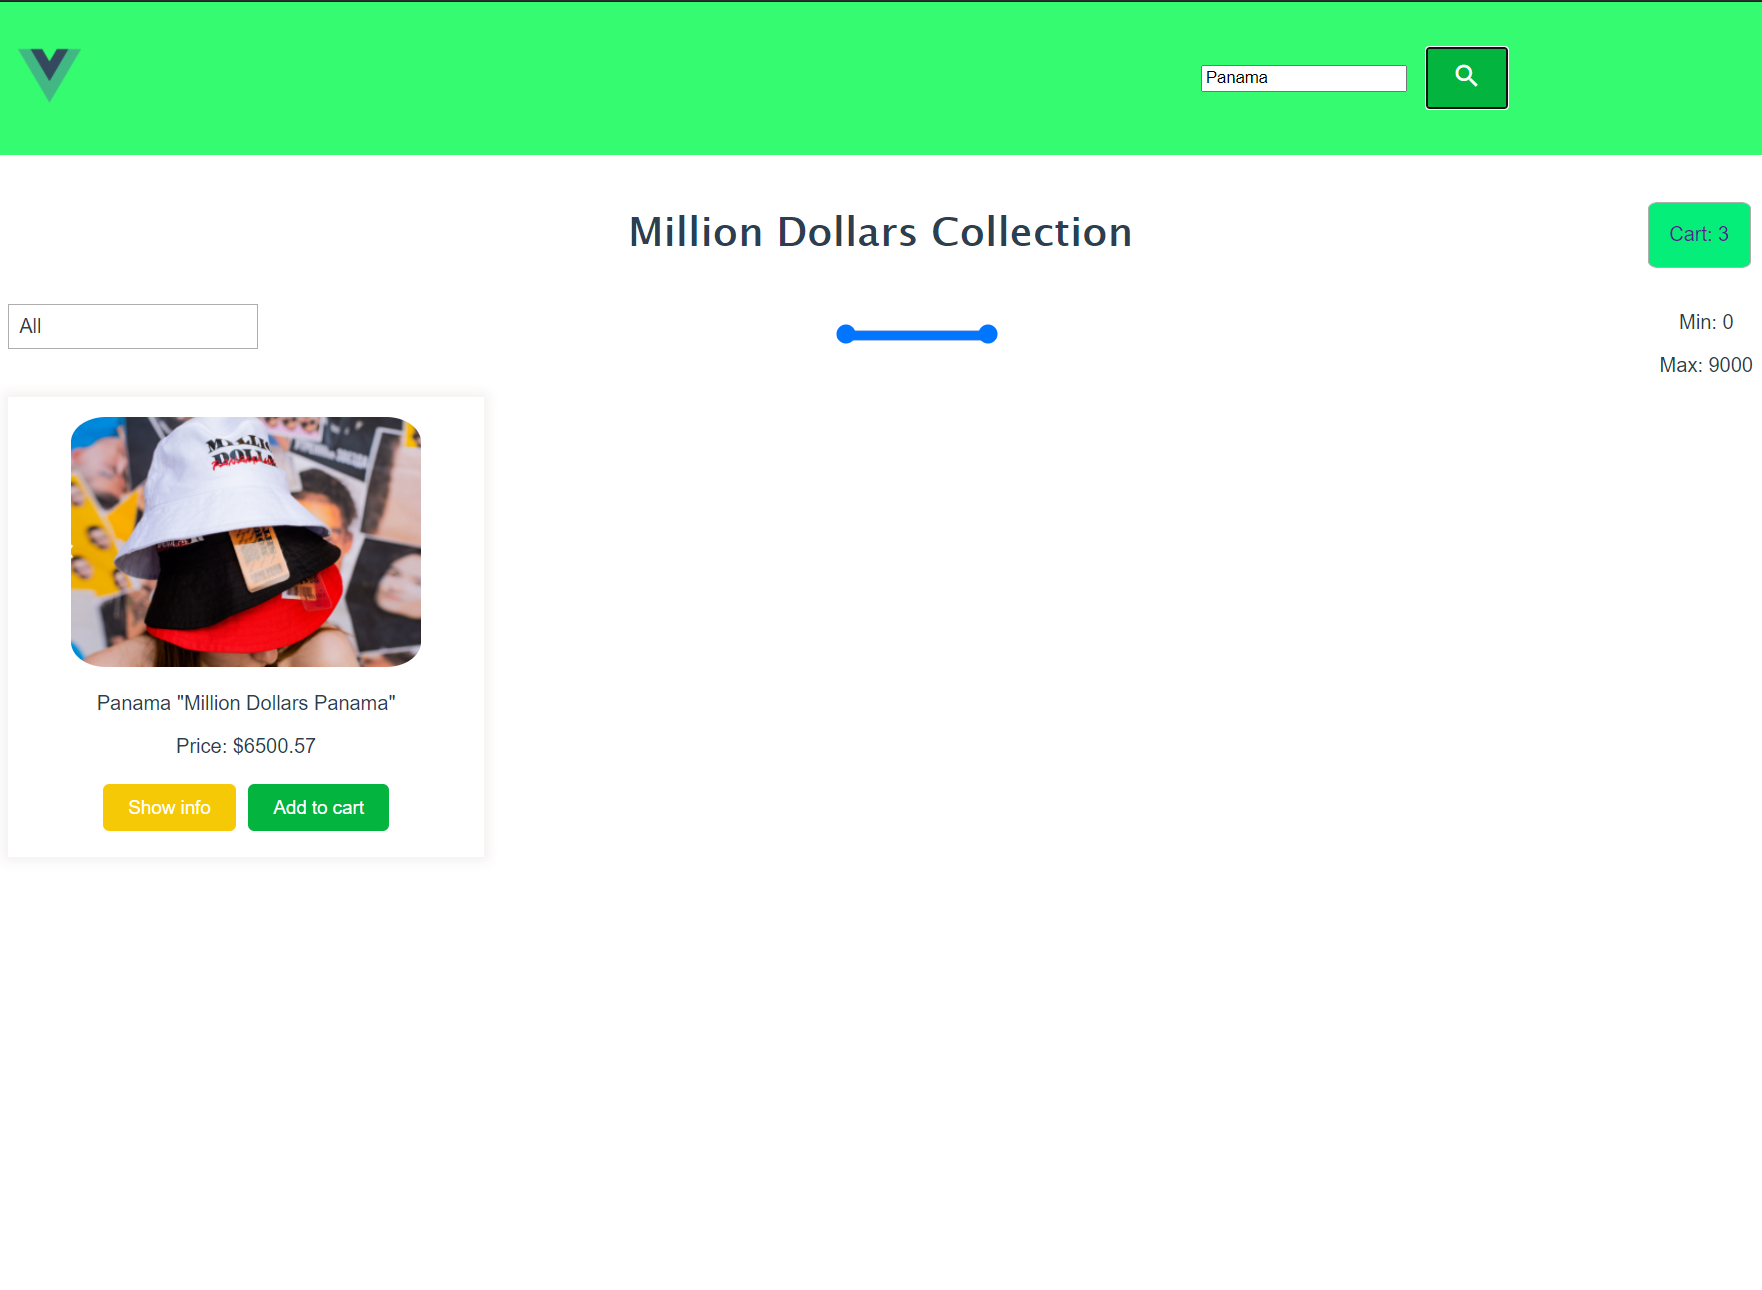 Panama
Million Dollars Collection
Cart: 3
All
Min: 0
Max: 9000
DOLLA
Panama "Million Dollars Panama"
Price: $6500.57
Show info
Add to cart